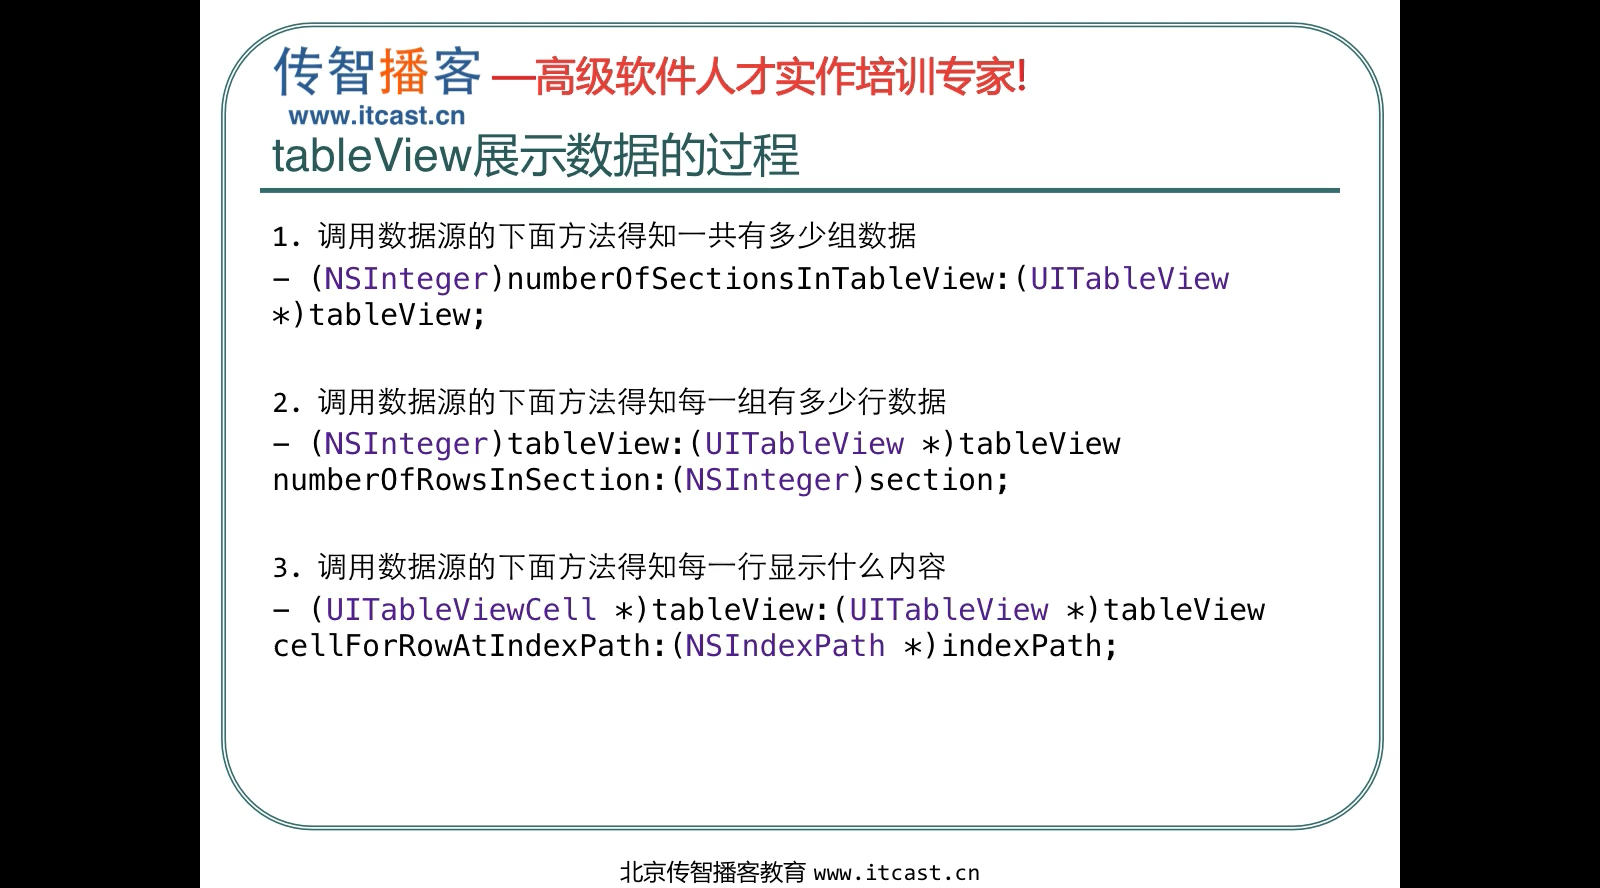 传智播客 —高级软件人才实作培训专家!
www.itcast.cn
tableView展示数据的过程
1. 调用数据源的下面方法得知一共有多少组数据
- (NSInteger)numberOfSectionsInTableView:(UITableView
*)tableView;
2. 调用数据源的下面方法得知每一组有多少行数据
- (NSInteger)tableView:(UITableView *)tableView
numberOfRowsInSection:(NSInteger)section;
3. 调用数据源的下面方法得知每一行显示什么内容
- (UITableViewCell *)tableView:(UITableView *)tableView
cellForRowAtIndexPath:(NSIndexPath *)indexPath;
北京传智播客教育 www.itcast.cn